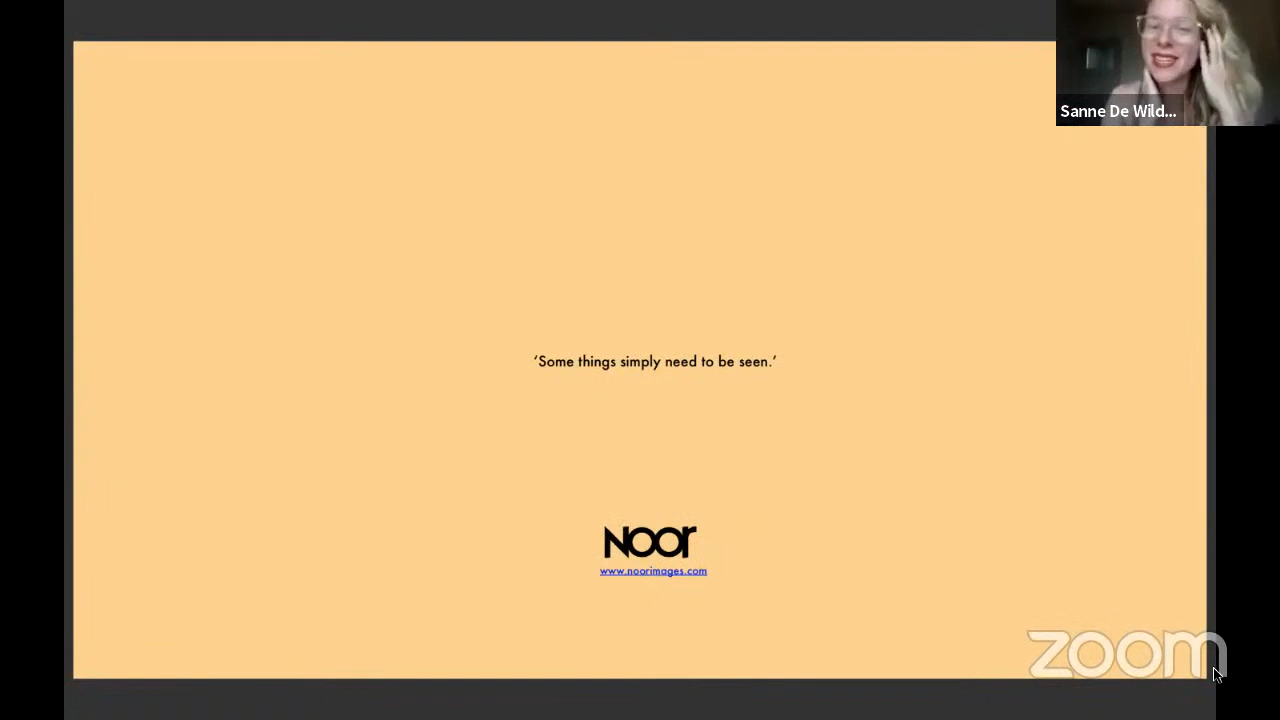 Sanne De Wild...
‘Some things simply need to be seen.’
NOOr
www.noorimages.com
zoom